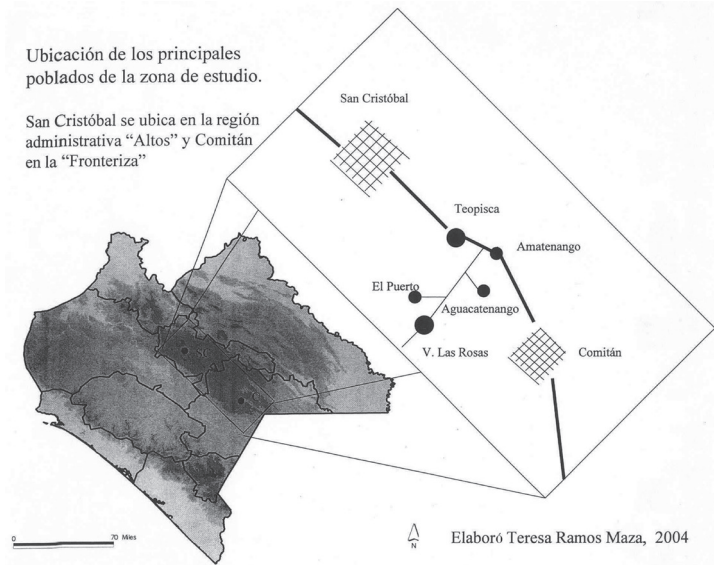 Ubicación de los principales
poblados de la zona de estudio.
San Cristóbal se ubica en la región
administrativa “Altos” y Comitán
en la “Fronteriza”
San Cristóbal
Teopisca
Amatenango
El Puerto
Aguacatenango
V. Las Rosas
Comitán
0 70 Miles
N
Elaboró Teresa Ramos Maza, 2004